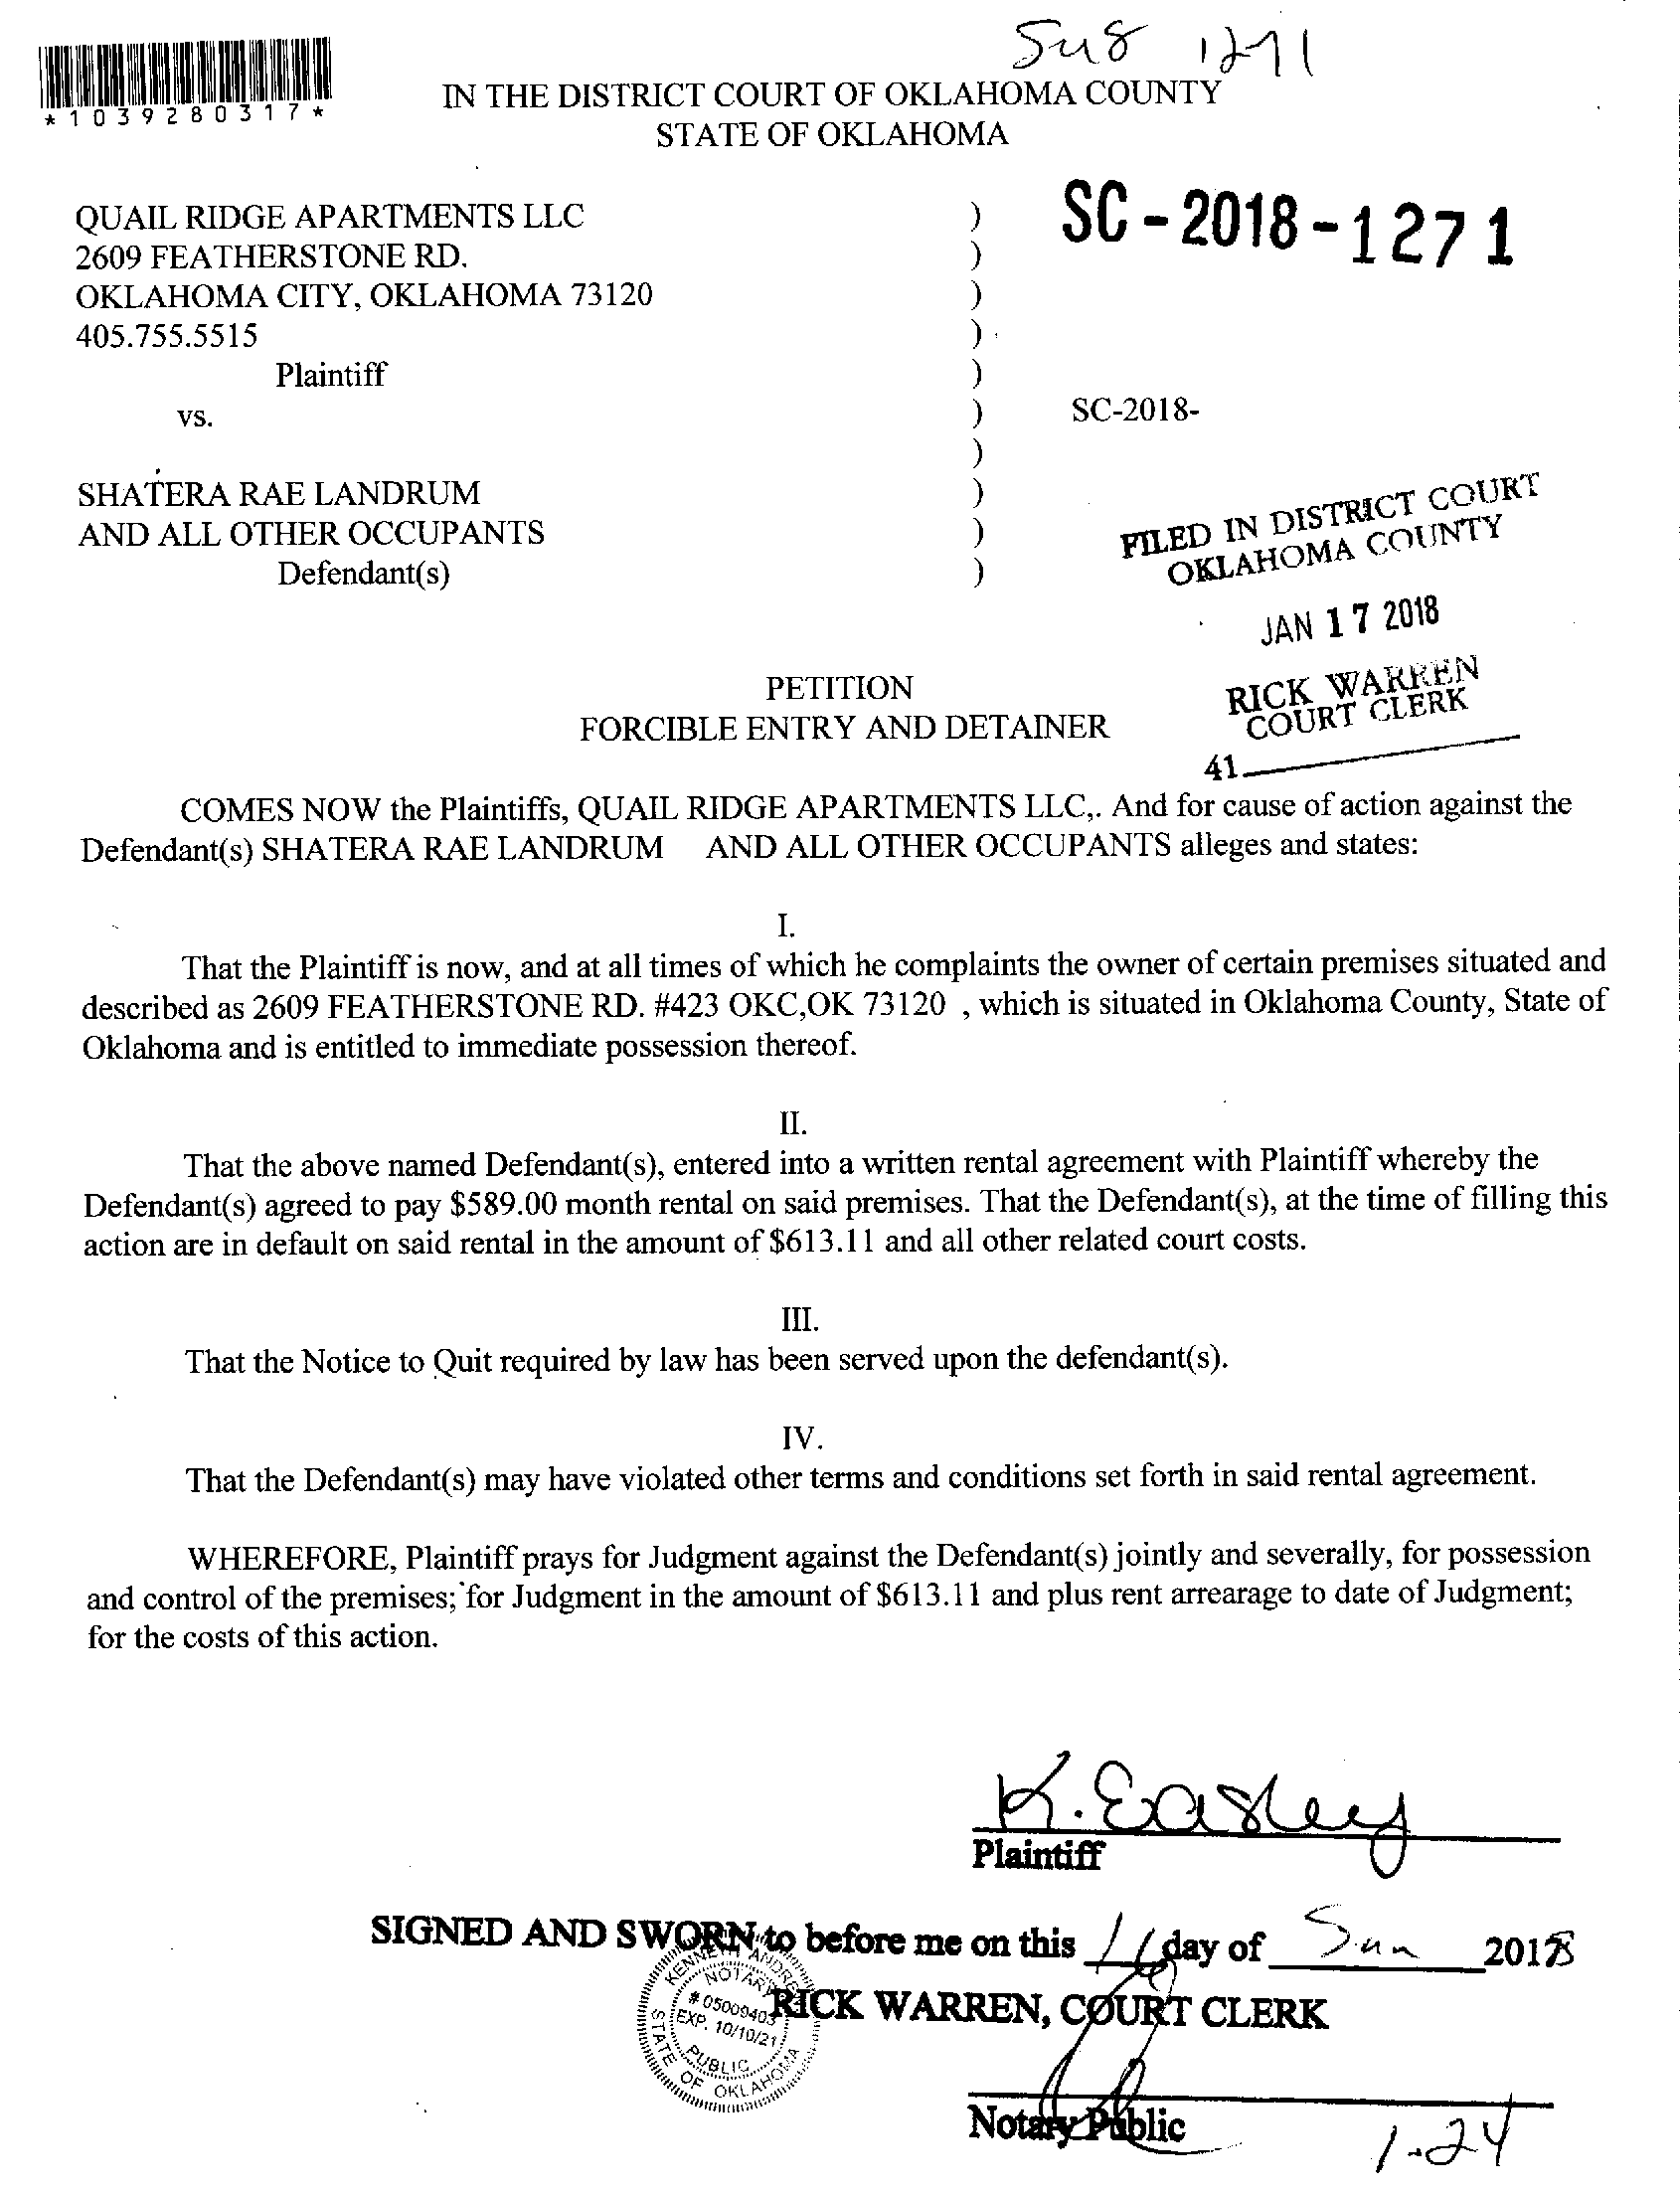 Su8 1271
*1039280317*
IN THE DISTRICT COURT OF OKLAHOMA COUNTY
STATE OF OKLAHOMA
QUAIL RIDGE APARTMENTS LLC )
2609 FEATHERSTONE RD. )
OKLAHOMA CITY, OKLAHOMA 73120 )
405.755.5515 )
Plaintiff )
vs. )
)
SHATERA RAE LANDRUM )
AND ALL OTHER OCCUPANTS )
Defendant(s) )
SC-2018-1271
SC-2018-
FILED IN DISTRICT COURT
OKLAHOMA COUNTY
JAN 17 2018
RICK WARREN
COURT CLERK
41
PETITION
FORCIBLE ENTRY AND DETAINER
COMES NOW the Plaintiffs, QUAIL RIDGE APARTMENTS LLC,. And for cause of action against the
Defendant(s) SHATERA RAE LANDRUM AND ALL OTHER OCCUPANTS alleges and states:
I.
That the Plaintiff is now, and at all times of which he complaints the owner of certain premises situated and
described as 2609 FEATHERSTONE RD. #423 OKC,OK 73120 , which is situated in Oklahoma County, State of
Oklahoma and is entitled to immediate possession thereof.
II.
That the above named Defendant(s), entered into a written rental agreement with Plaintiff whereby the
Defendant(s) agreed to pay $589.00 month rental on said premises. That the Defendant(s), at the time of filling this
action are in default on said rental in the amount of $613.11 and all other related court costs.
III.
That the Notice to Quit required by law has been served upon the defendant(s).
IV.
That the Defendant(s) may have violated other terms and conditions set forth in said rental agreement.
WHEREFORE, Plaintiff prays for Judgment against the Defendant(s) jointly and severally, for possession
and control of the premises; for Judgment in the amount of $613.11 and plus rent arrearage to date of Judgment;
for the costs of this action.
K. Easley
Plaintiff
SIGNED AND SWORN to before me on this day of Jan 2018
KENNETH ANDRE
NOTARY
# 05009403
EXP. 10/10/21
PUBLIC
STATE OF OKLAHOMA
RICK WARREN, COURT CLERK
Notary Public
1-24